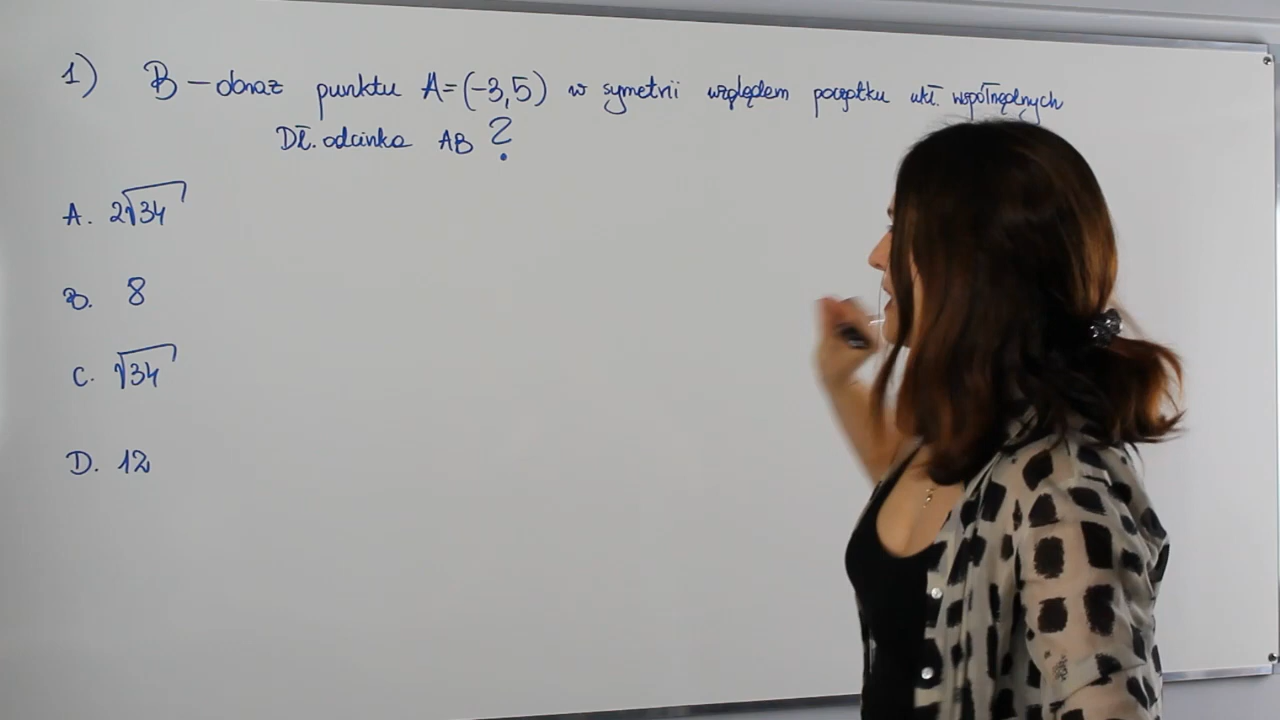 1) B – obraz punktu A=(-3,5) w symetrii względem początku ukł. współrzędnych
Dł. odcinka AB ?
A. 2√34
B. 8
C. √34
D. 12